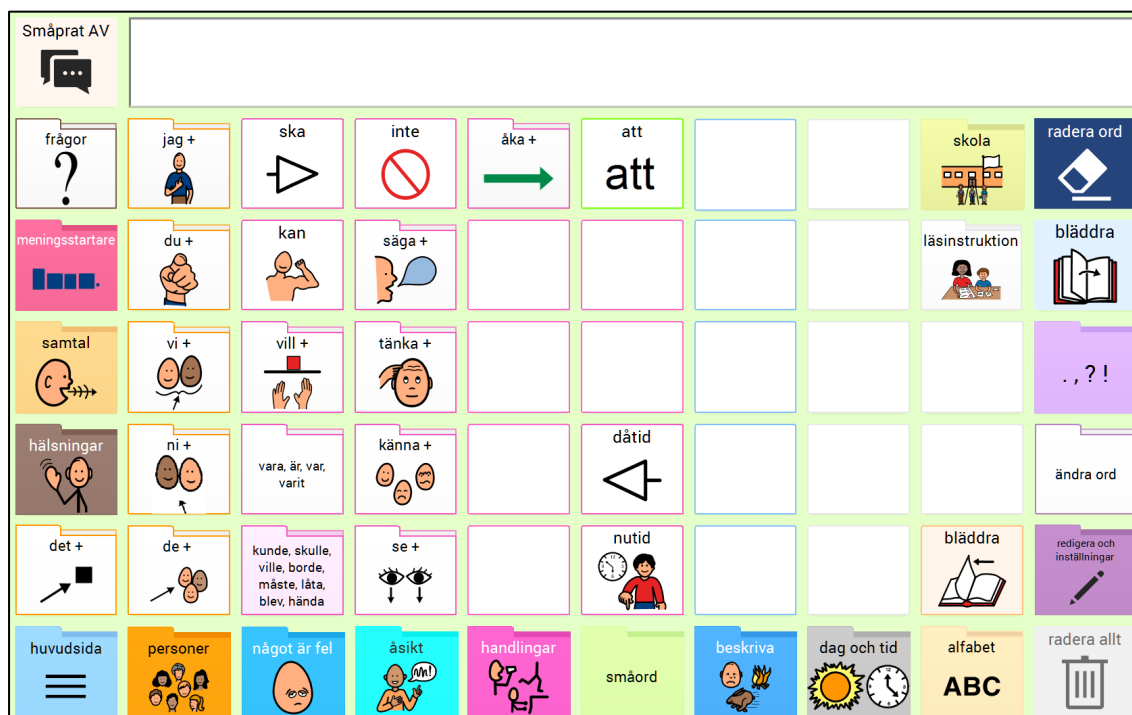 Småprat AV
frågor
?
jag +
ska
inte
åka +
att
att
skola
radera ord
meningsstartare
du +
kan
säga +
läsinstruktion
bläddra
samtal
vi +
vill +
tänka +
. , ? !
hälsningar
ni +
vara, är, var,
varit
känna +
dåtid
ändra ord
det +
de +
kunde, skulle,
ville, borde,
måste, låta,
blev, hända
se +
nutid
bläddra
redigera och
inställningar
huvudsida
personer
något är fel
åsikt
um!
handlingar
småord
beskriva
dag och tid
alfabet
ABC
radera allt